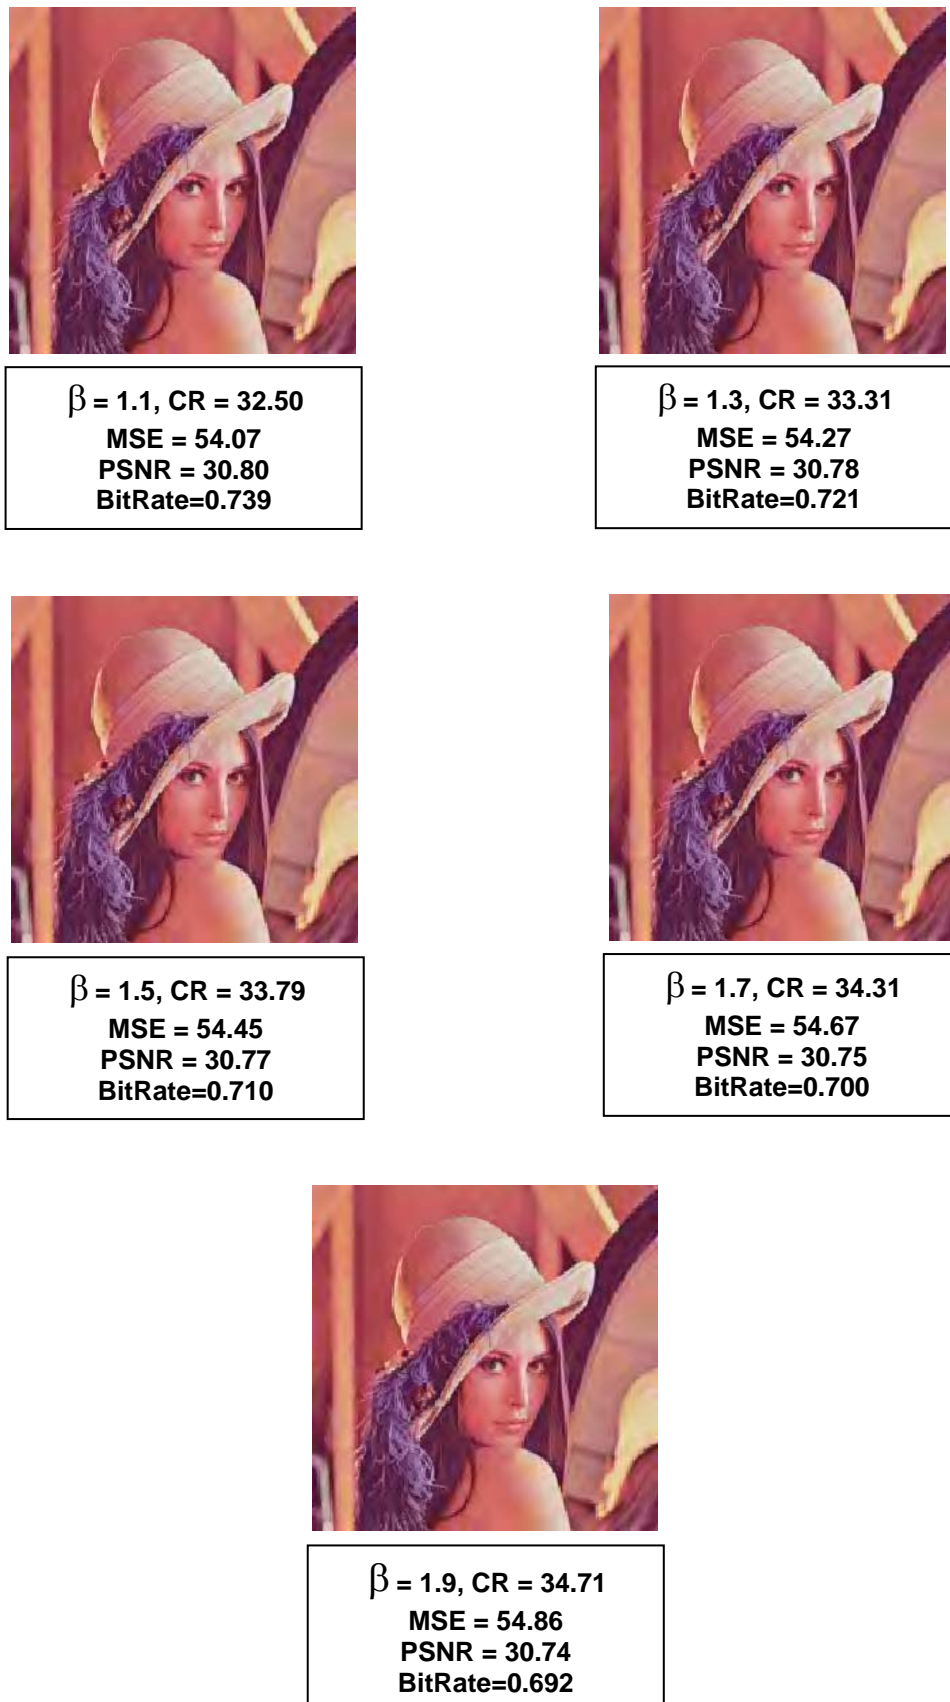 β = 1.1, CR = 32.50
MSE = 54.07
PSNR = 30.80
BitRate=0.739
β = 1.3, CR = 33.31
MSE = 54.27
PSNR = 30.78
BitRate=0.721
β = 1.5, CR = 33.79
MSE = 54.45
PSNR = 30.77
BitRate=0.710
β = 1.7, CR = 34.31
MSE = 54.67
PSNR = 30.75
BitRate=0.700
β = 1.9, CR = 34.71
MSE = 54.86
PSNR = 30.74
BitRate=0.692